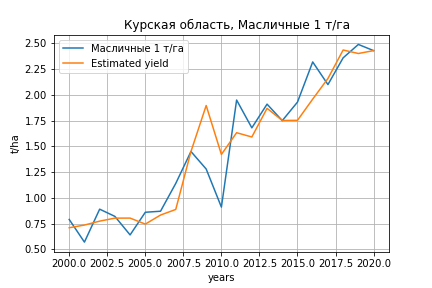 Курская область, Масличные 1 т/га
Масличные 1 т/га
Estimated yield
2.50
2.25
2.00
1.75
1.50
1.25
1.00
0.75
0.50
t/ha
2000.0 2002.5 2005.0 2007.5 2010.0 2012.5 2015.0 2017.5 2020.0
years